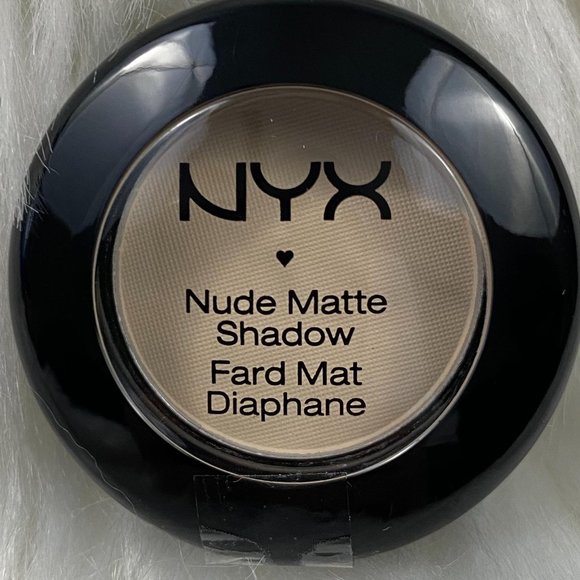 NYX
Nude Matte
Shadow
Fard Mat
Diaphane